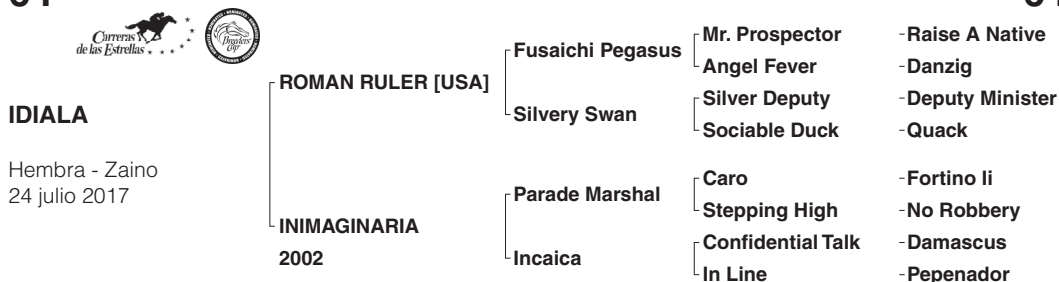 Carreras
de las Estrellas
Breeders'
Cup
IDIALA
Hembra - Zaino
24 julio 2017
ROMAN RULER [USA]
INIMAGINARIA
2002
Fusaichi Pegasus
Silvery Swan
Parade Marshal
Incaica
Mr. Prospector
Angel Fever
Silver Deputy
Sociable Duck
Caro
Stepping High
Confidential Talk
In Line
-Raise A Native
-Danzig
-Deputy Minister
-Quack
-Fortino Ii
-No Robbery
-Damascus
-Pepenador